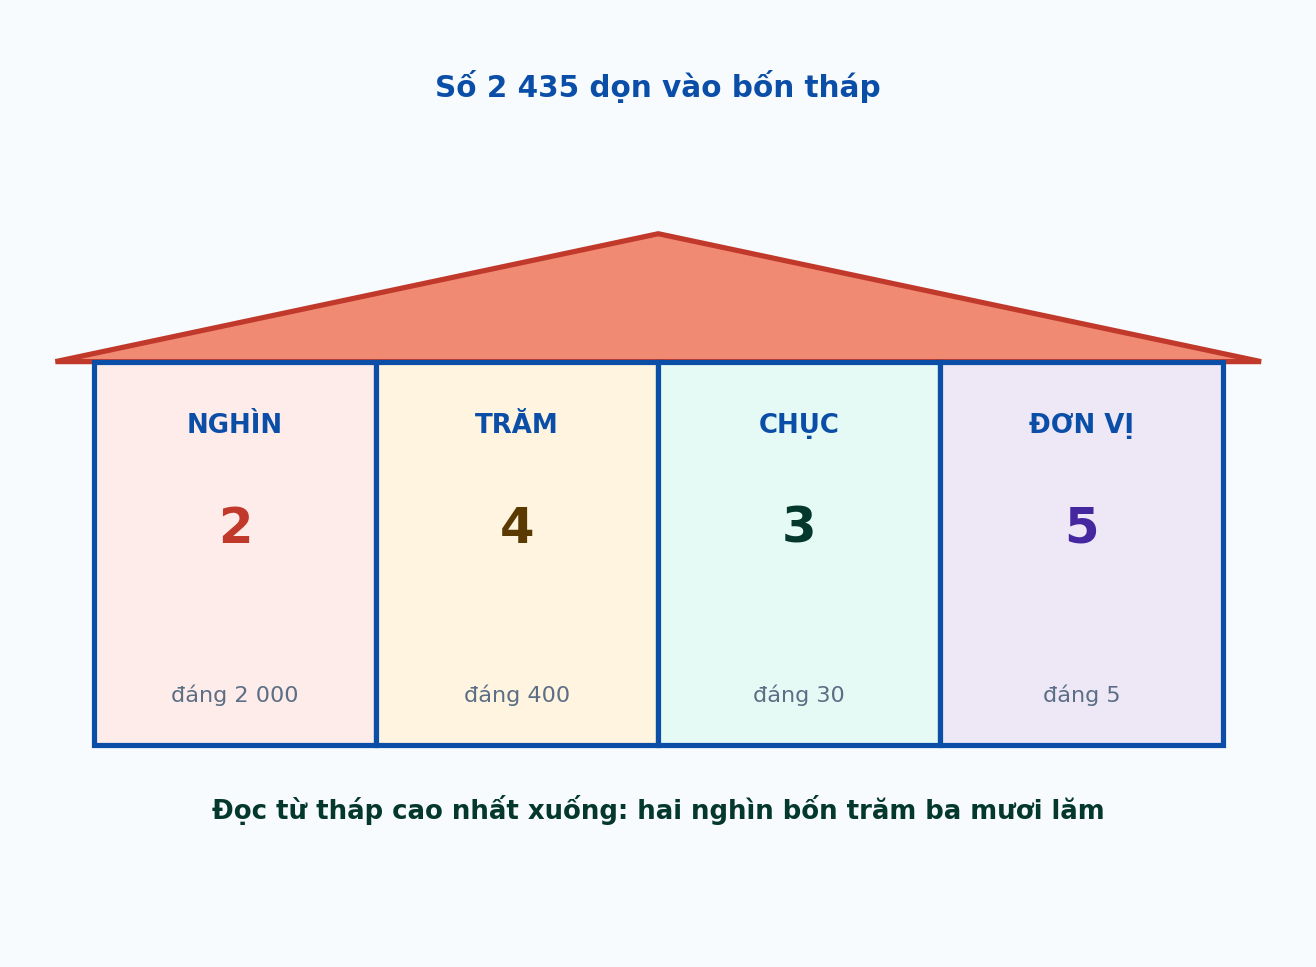 Số 2 435 dọn vào bốn tháp
NGHÌN TRĂM CHỤC ĐƠN VỊ
2 4 3 5
đáng 2 000 đáng 400 đáng 30 đáng 5
Đọc từ tháp cao nhất xuống: hai nghìn bốn trăm ba mươi lăm